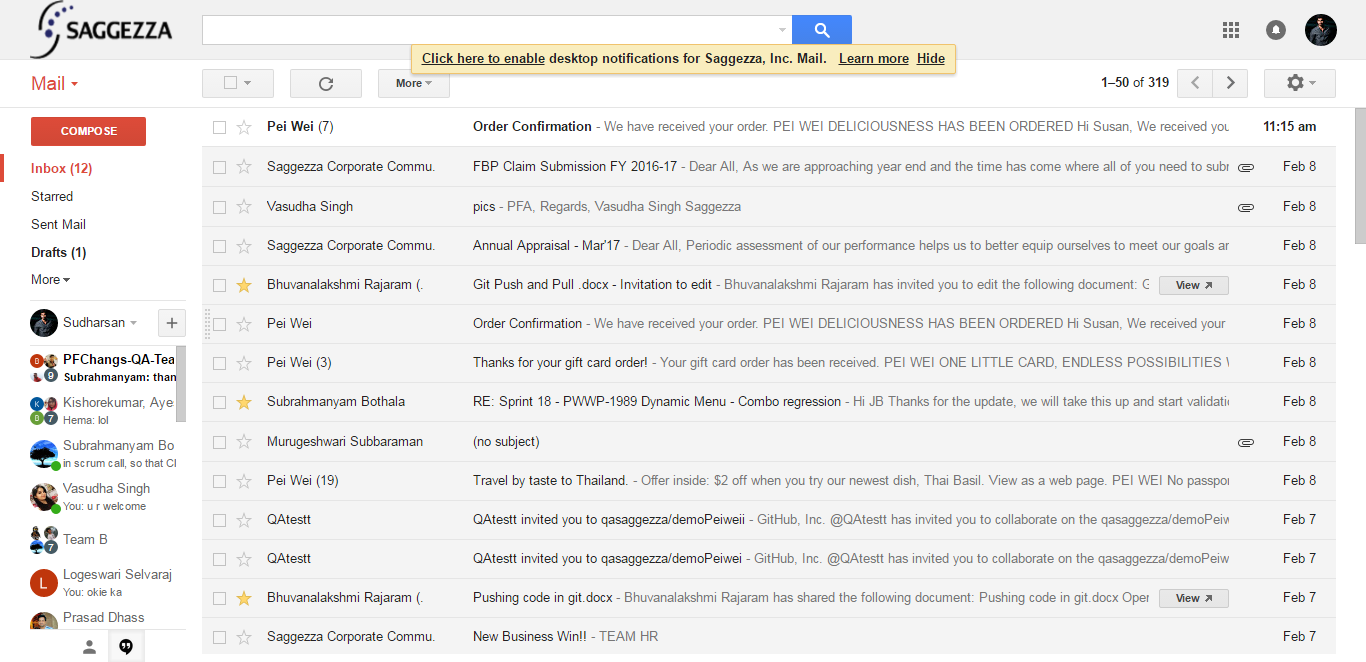 SAGGEZZA
Click here to enable desktop notifications for Saggezza, Inc. Mail. Learn more Hide
Mail
More
1–50 of 319
COMPOSE
Inbox (12)
Starred
Sent Mail
Drafts (1)
More
Sudharsan
PFChangs-QA-Tea
9
Subrahmanyam: than
Kishorekumar, Aye
7
Hema: lol
Subrahmanyam Bo
in scrum call, so that Cl
Vasudha Singh
You: u r welcome
Team B
7
L
Logeswari Selvaraj
You: okie ka
Prasad Dhass
Pei Wei (7) Order Confirmation - We have received your order. PEI WEI DELICIOUSNESS HAS BEEN ORDERED Hi Susan, We received you 11:15 am
Saggezza Corporate Commu. FBP Claim Submission FY 2016-17 - Dear All, As we are approaching year end and the time has come where all of you need to subr Feb 8
Vasudha Singh pics - PFA, Regards, Vasudha Singh Saggezza Feb 8
Saggezza Corporate Commu. Annual Appraisal - Mar'17 - Dear All, Periodic assessment of our performance helps us to better equip ourselves to meet our goals ar Feb 8
Bhuvanalakshmi Rajaram (. Git Push and Pull .docx - Invitation to edit - Bhuvanalakshmi Rajaram has invited you to edit the following document: G View Feb 8
Pei Wei Order Confirmation - We have received your order. PEI WEI DELICIOUSNESS HAS BEEN ORDERED Hi Susan, We received your Feb 8
Pei Wei (3) Thanks for your gift card order! - Your gift card order has been received. PEI WEI ONE LITTLE CARD, ENDLESS POSSIBILITIES Feb 8
Subrahmanyam Bothala RE: Sprint 18 - PWWP-1989 Dynamic Menu - Combo regression - Hi JB Thanks for the update, we will take this up and start validatio Feb 8
Murugeshwari Subbaraman (no subject) Feb 8
Pei Wei (19) Travel by taste to Thailand. - Offer inside: $2 off when you try our newest dish, Thai Basil. View as a web page. PEI WEI No passpor Feb 8
QAtestt QAtestt invited you to qasaggezza/demoPeiweii - GitHub, Inc. @QAtestt has invited you to collaborate on the qasaggezza/demoPeiw Feb 7
QAtestt QAtestt invited you to qasaggezza/demoPeiwei - GitHub, Inc. @QAtestt has invited you to collaborate on the qasaggezza/demoPeiw Feb 7
Bhuvanalakshmi Rajaram (. Pushing code in git.docx - Bhuvanalakshmi Rajaram has shared the following document: Pushing code in git.docx Open View Feb 7
Saggezza Corporate Commu. New Business Win!! - TEAM HR Feb 7